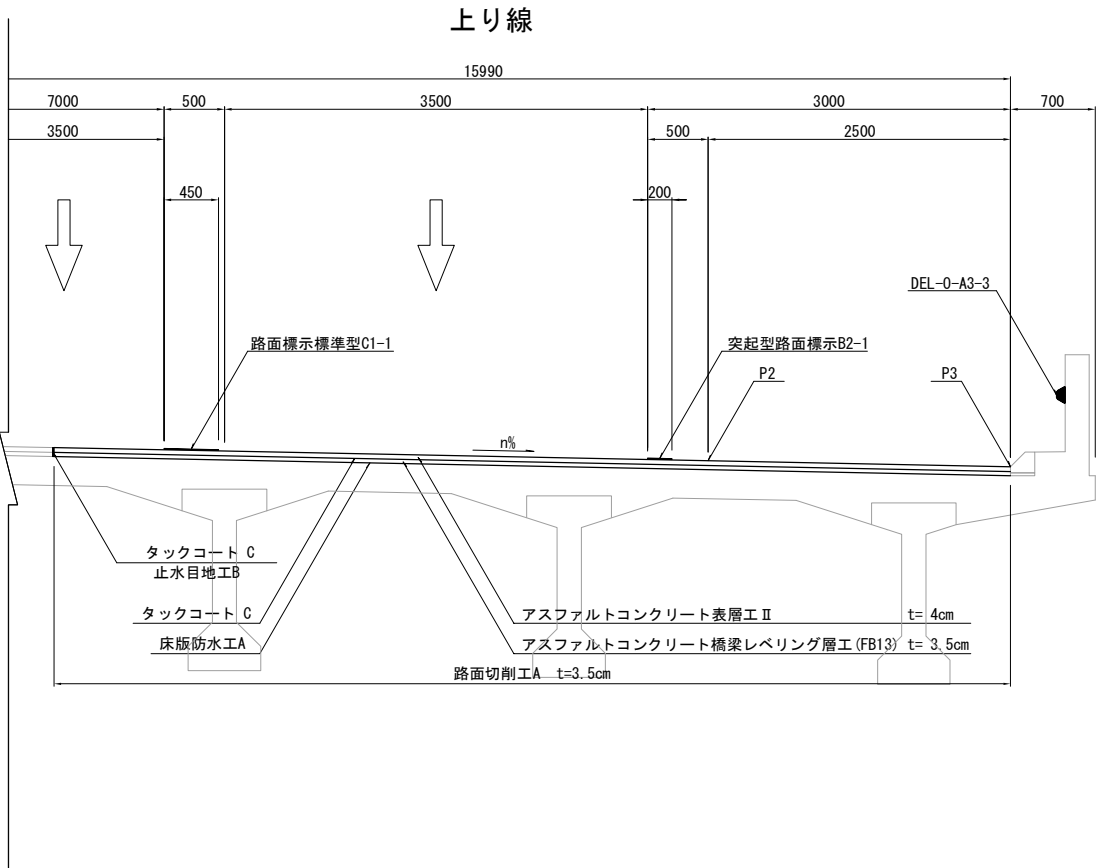 上り線
15990
7000
500
3500
3000
700
3500
500
2500
450
200
DEL-O-A3-3
路面標示標準型C1-1
突起型路面標示B2-1
P2
P3
n%
タックコート C
止水目地工B
タックコート C
アスファルトコンクリート表層工Ⅱ t= 4cm
床版防水工A
アスファルトコンクリート橋梁レベリング層工(FB13) t= 3.5cm
路面切削工A t=3.5cm